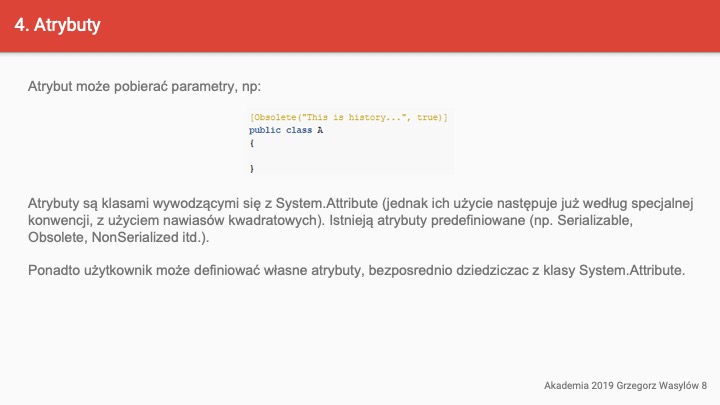 4. Atrybuty
Atrybut może pobierać parametry, np:
[Obsolete("This is history...", true)]
public class A
{
}
Atrybuty są klasami wywodzącymi się z System.Attribute (jednak ich użycie następuje już według specjalnej
konwencji, z użyciem nawiasów kwadratowych). Istnieją atrybuty predefiniowane (np. Serializable,
Obsolete, NonSerialized itd.).
Ponadto użytkownik może definiować własne atrybuty, bezposrednio dziedziczac z klasy System.Attribute.
Akademia 2019 Grzegorz Wasylów 8